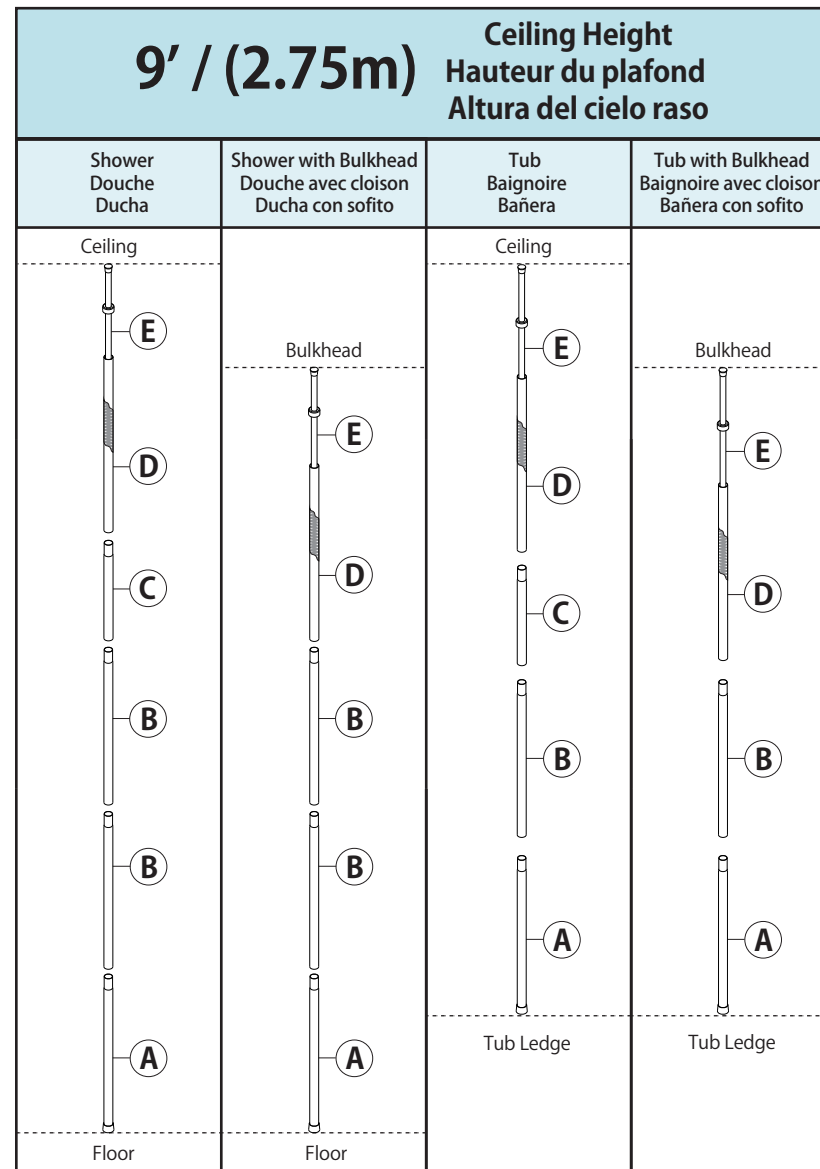 9’ / (2.75m)
Ceiling Height
Hauteur du plafond
Altura del cielo raso
Shower
Douche
Ducha
Shower with Bulkhead
Douche avec cloison
Ducha con sofito
Tub
Baignoire
Bañera
Tub with Bulkhead
Baignoire avec cloison
Bañera con sofito
Ceiling
E
D
C
B
B
A
Floor
Bulkhead
E
D
B
B
A
Floor
Ceiling
E
D
C
B
A
Tub Ledge
Bulkhead
E
D
B
A
Tub Ledge